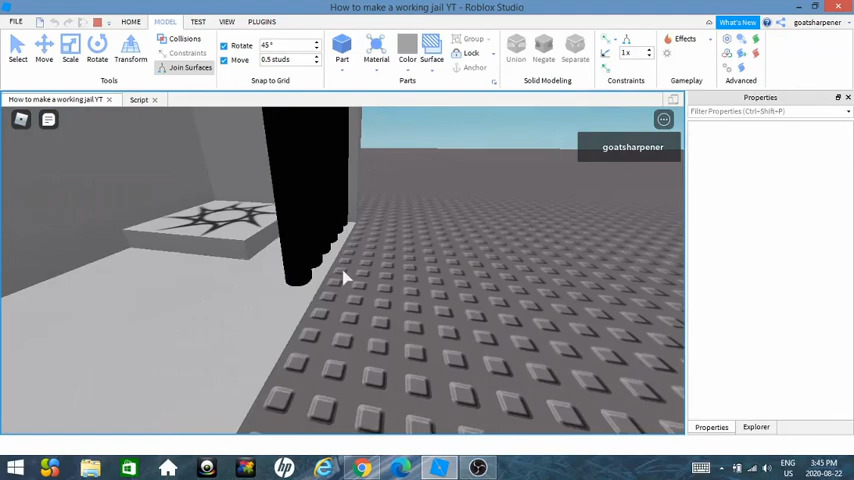 How to make a working jail YT - Roblox Studio
FILE HOME MODEL TEST VIEW PLUGINS What's New goatsharpener
Select Move Scale Rotate Transform
Collisions
Constraints
Join Surfaces
Tools
Rotate 45°
Move 0.5 studs
Snap to Grids
Part Material Color Surface
Group
Lock
Anchor
Parts
Union Negate Separate
Solid Modeling
1x
Constraints
Effects
Gameplay
Advanced
How to make a working jail YT × Script ×
Properties
Filter Properties (Ctrl+Shift+P)
goatsharpener
Properties Explorer
hp
ENG
US
3:45 PM
2020-08-22